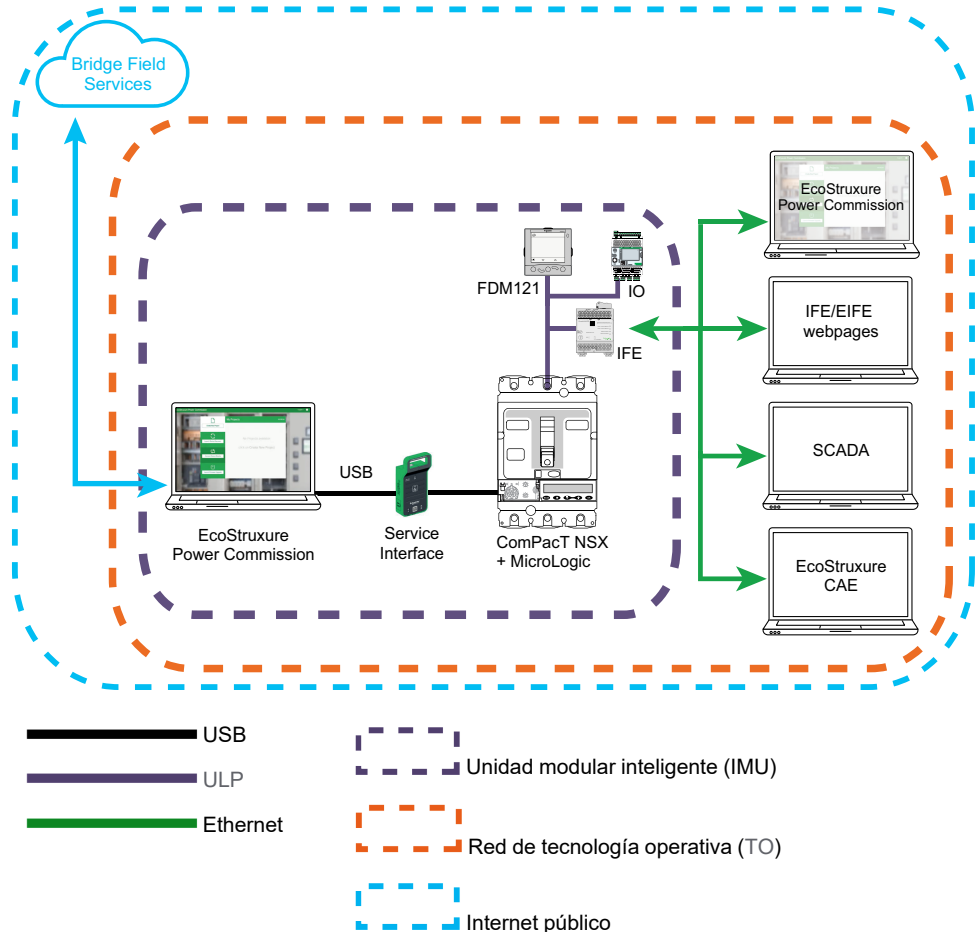 Bridge Field
Services
EcoStruxure
Power Commission
FDM121
IO
IFE
IFE/EIFE
webpages
SCADA
USB
EcoStruxure
Power Commission
Service
Interface
ComPacT NSX
+ MicroLogic
EcoStruxure
CAE
USB
ULP
Ethernet
Unidad modular inteligente (IMU)
Red de tecnología operativa (TO)
Internet público